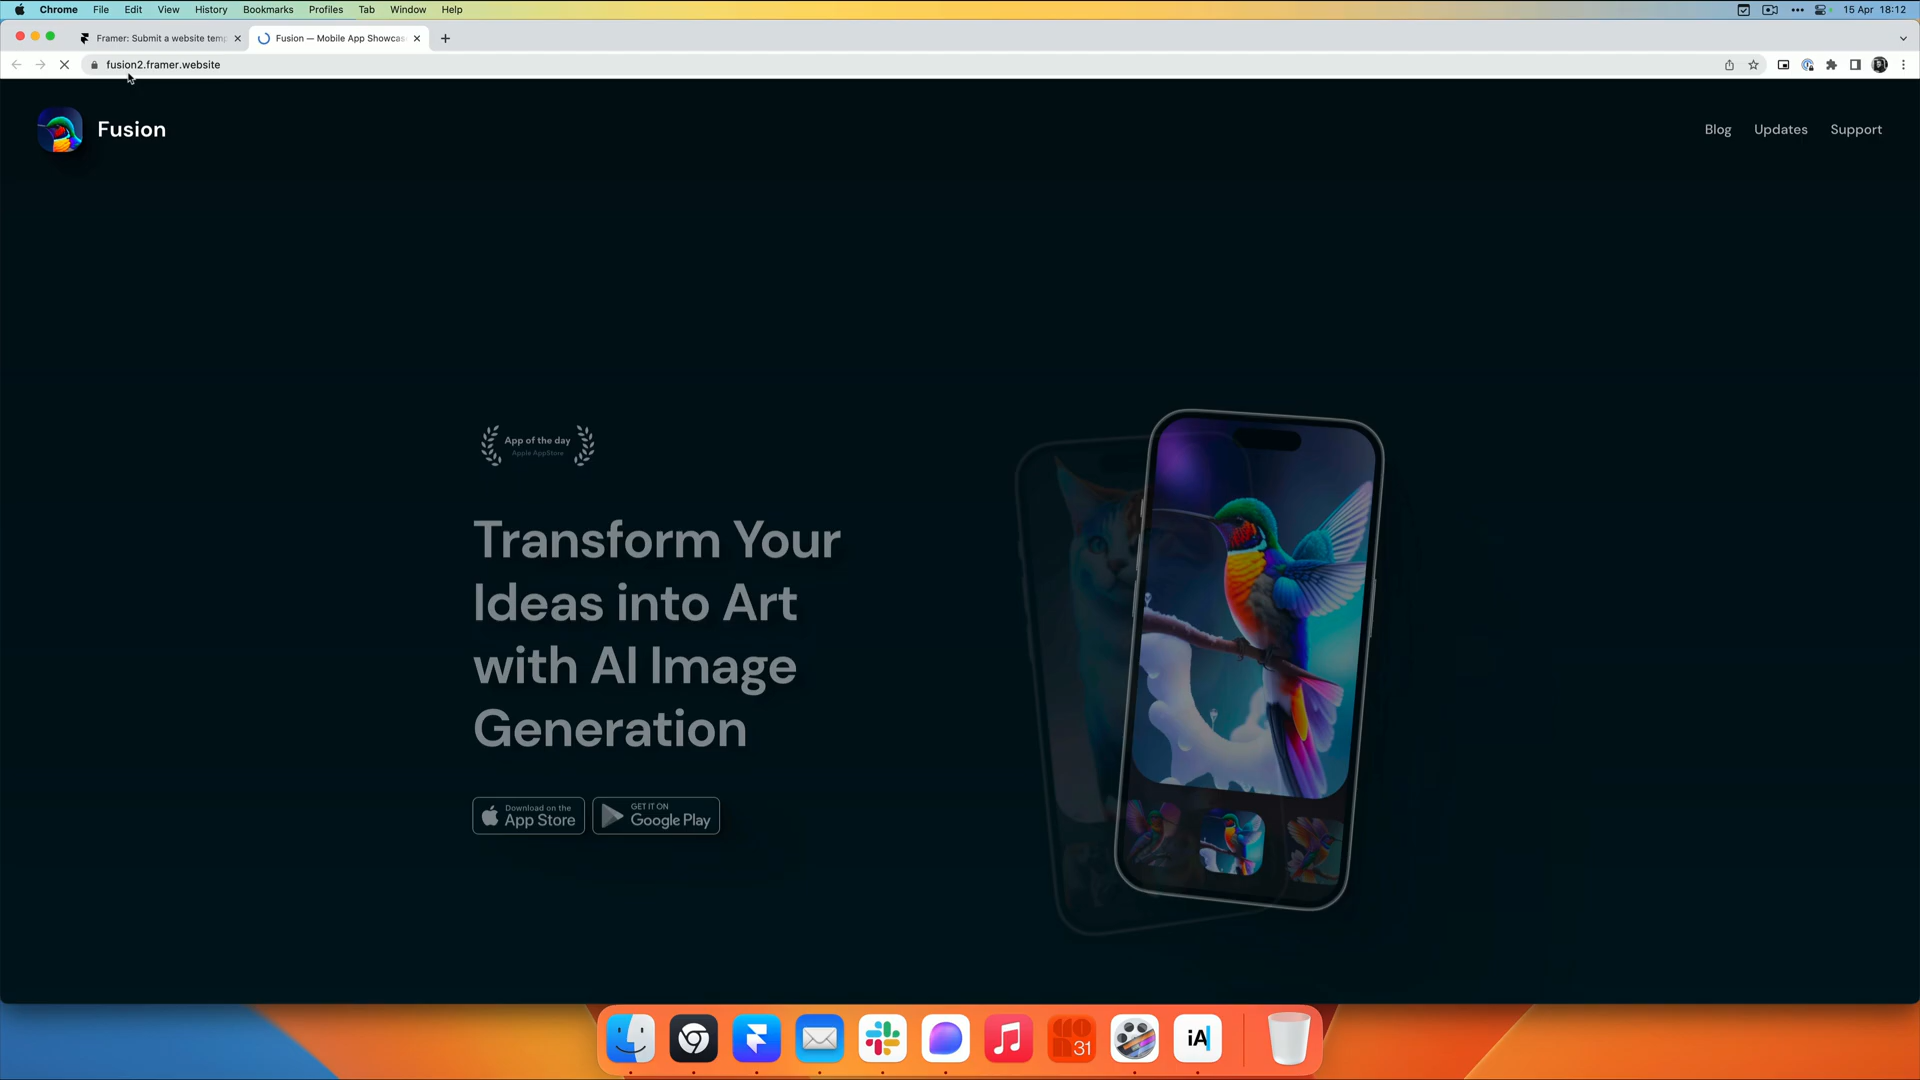 Chrome File Edit View History Bookmarks Profiles Tab Window Help 15 Apr 18:12
Framer: Submit a website tem Fusion — Mobile App Showcas
fusion2.framer.website
Fusion
Blog Updates Support
App of the day
Apple AppStore
Transform Your
Ideas into Art
with AI Image
Generation
Download on the
App Store
GET IT ON
Google Play
31
iA